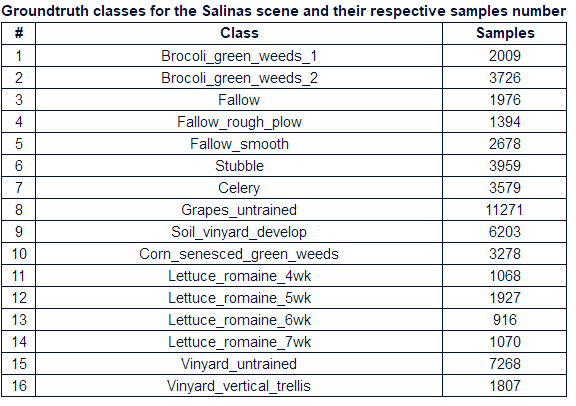 Groundtruth classes for the Salinas scene and their respective samples number
# Class Samples
1 Brocoli_green_weeds_1 2009
2 Brocoli_green_weeds_2 3726
3 Fallow 1976
4 Fallow_rough_plow 1394
5 Fallow_smooth 2678
6 Stubble 3959
7 Celery 3579
8 Grapes_untrained 11271
9 Soil_vinyard_develop 6203
10 Corn_senesced_green_weeds 3278
11 Lettuce_romaine_4wk 1068
12 Lettuce_romaine_5wk 1927
13 Lettuce_romaine_6wk 916
14 Lettuce_romaine_7wk 1070
15 Vinyard_untrained 7268
16 Vinyard_vertical_trellis 1807